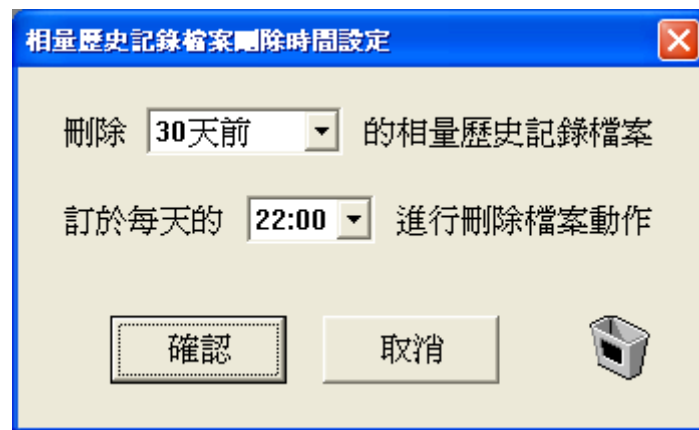 相量歷史記錄檔案刪除時間設定
刪除 30天前 的相量歷史記錄檔案
訂於每天的 22:00 進行刪除檔案動作
確認 取消